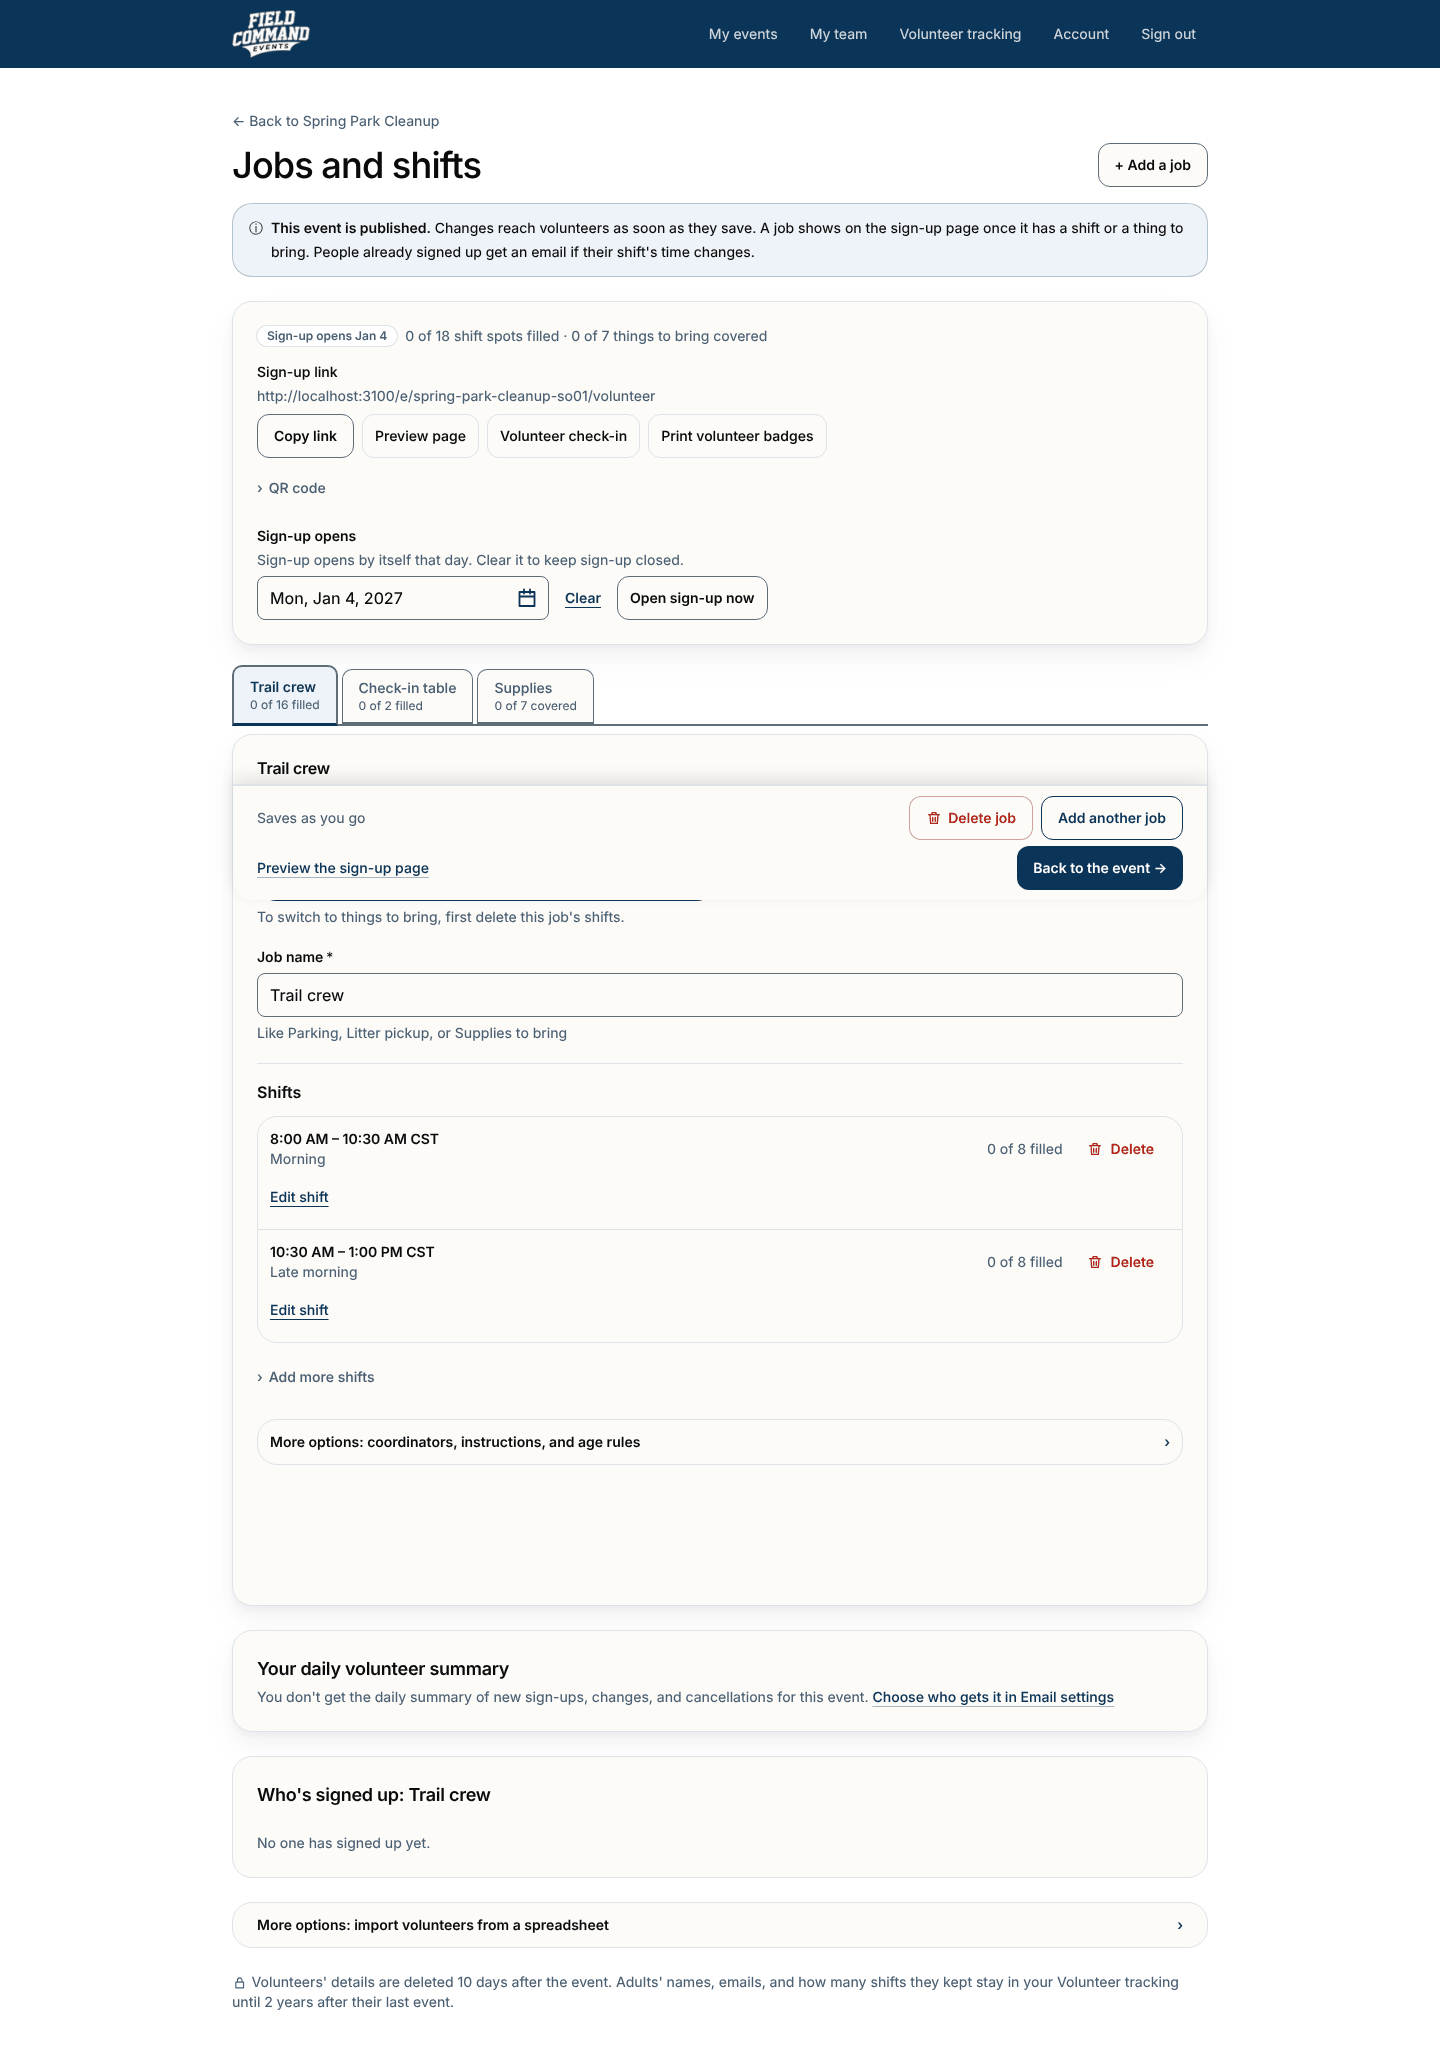 FIELD
COMMAND
EVENTS
My events
My team
Volunteer tracking
Account
Sign out
← Back to Spring Park Cleanup
Jobs and shifts
+ Add a job
ⓘ This event is published. Changes reach volunteers as soon as they save. A job shows on the sign-up page once it has a shift or a thing to
bring. People already signed up get an email if their shift's time changes.
Sign-up opens Jan 4
0 of 18 shift spots filled · 0 of 7 things to bring covered
Sign-up link
http://localhost:3100/e/spring-park-cleanup-so01/volunteer
Copy link
Preview page
Volunteer check-in
Print volunteer badges
› QR code
Sign-up opens
Sign-up opens by itself that day. Clear it to keep sign-up closed.
Mon, Jan 4, 2027
Clear
Open sign-up now
Trail crew
0 of 16 filled
Check-in table
0 of 2 filled
Supplies
0 of 7 covered
Trail crew
Saves as you go
Delete job
Add another job
Preview the sign-up page
Back to the event →
To switch to things to bring, first delete this job's shifts.
Job name *
Trail crew
Like Parking, Litter pickup, or Supplies to bring
Shifts
8:00 AM – 10:30 AM CST
Morning
0 of 8 filled
Delete
Edit shift
10:30 AM – 1:00 PM CST
Late morning
0 of 8 filled
Delete
Edit shift
› Add more shifts
More options: coordinators, instructions, and age rules ›
Your daily volunteer summary
You don't get the daily summary of new sign-ups, changes, and cancellations for this event. Choose who gets it in Email settings
Who's signed up: Trail crew
No one has signed up yet.
More options: import volunteers from a spreadsheet ›
Volunteers' details are deleted 10 days after the event. Adults' names, emails, and how many shifts they kept stay in your Volunteer tracking
until 2 years after their last event.